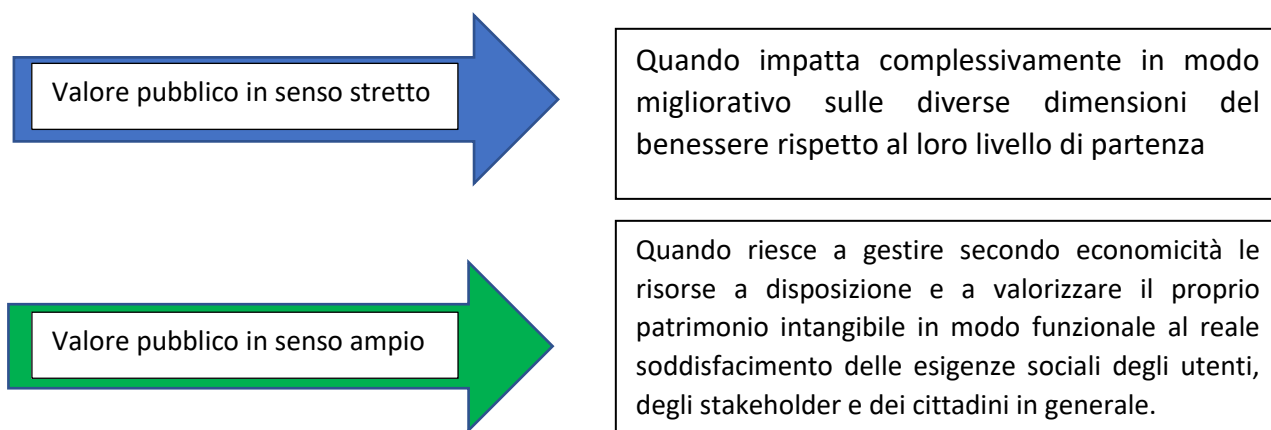 Valore pubblico in senso stretto
Quando impatta complessivamente in modo
migliorativo sulle diverse dimensioni del
benessere rispetto al loro livello di partenza
Valore pubblico in senso ampio
Quando riesce a gestire secondo economicità le
risorse a disposizione e a valorizzare il proprio
patrimonio intangibile in modo funzionale al reale
soddisfacimento delle esigenze sociali degli utenti,
degli stakeholder e dei cittadini in generale.